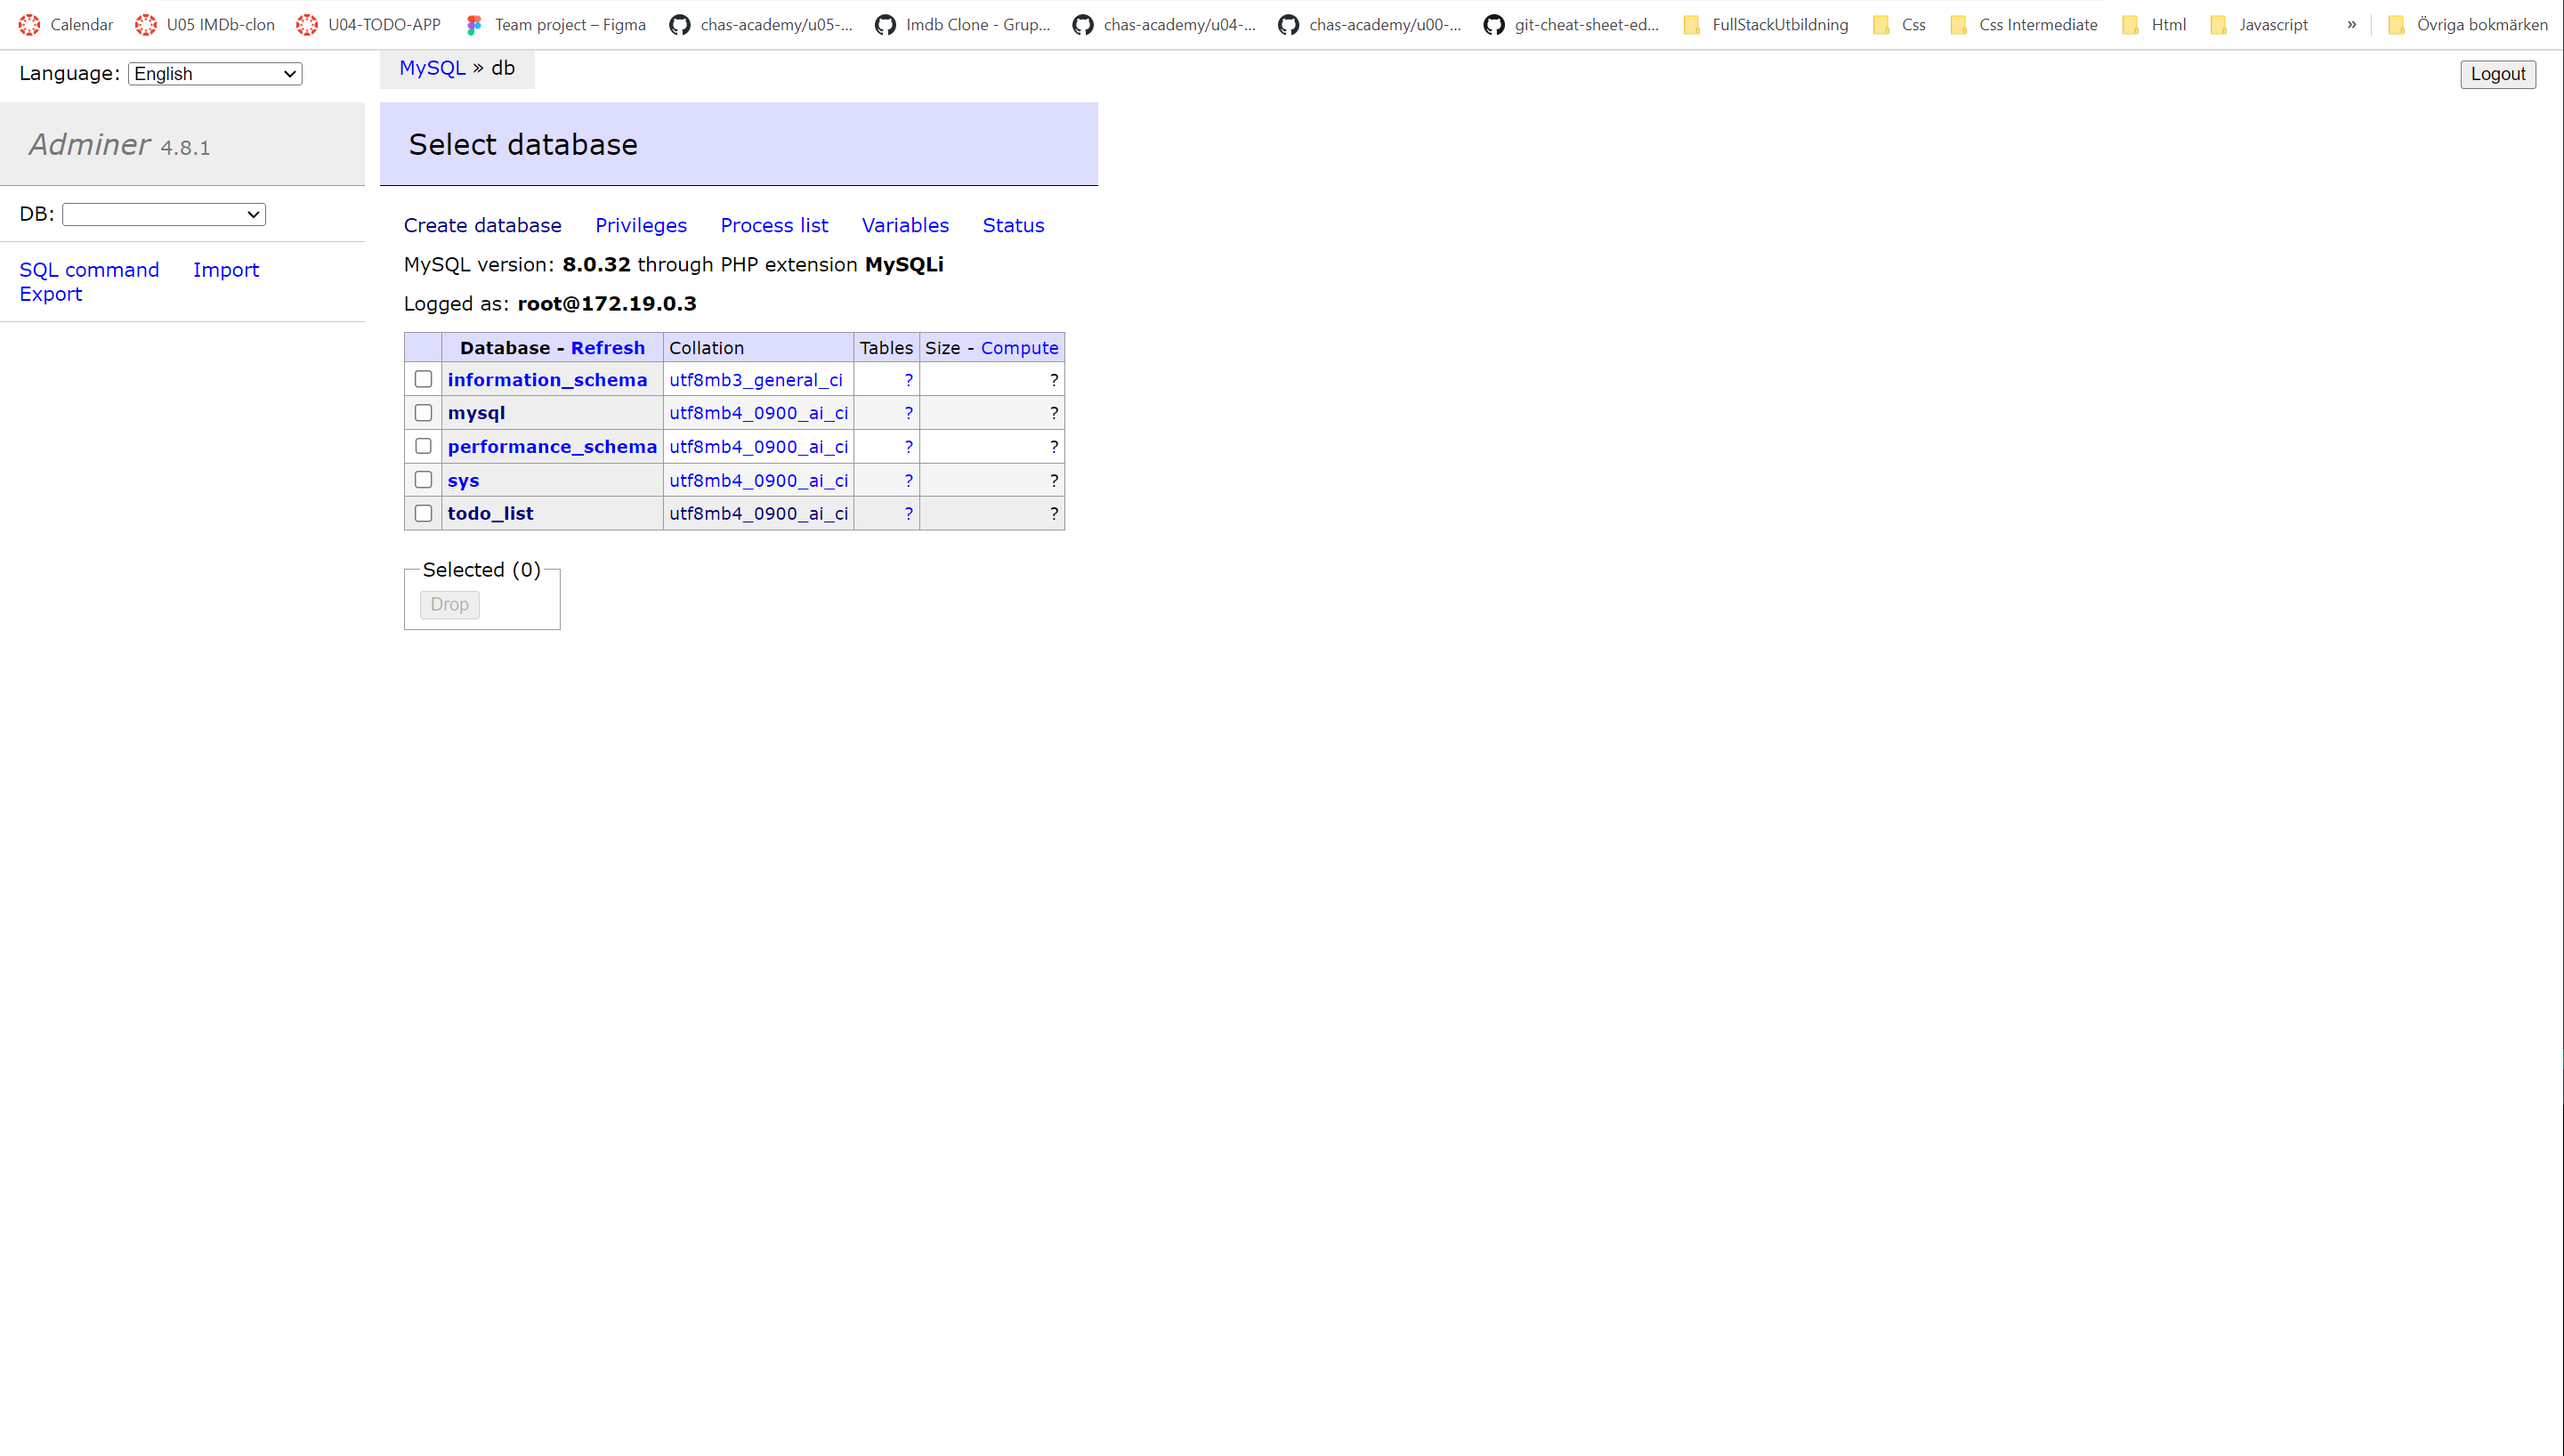 Calendar U05 IMDb-clon U04-TODO-APP Team project – Figma chas-academy/u05-... Imdb Clone - Grup... chas-academy/u04-... chas-academy/u00-... git-cheat-sheet-ed... FullStackUtbildning Css Css Intermediate Html Javascript » Övriga bokmärken
Language: English
MySQL » db
Logout
Adminer 4.8.1
DB:
SQL command Import
Export
Select database
Create database Privileges Process list Variables Status
MySQL version: 8.0.32 through PHP extension MySQLi
Logged as: root@172.19.0.3
Database - Refresh Collation Tables Size - Compute
information_schema utf8mb3_general_ci ? ?
mysql utf8mb4_0900_ai_ci ? ?
performance_schema utf8mb4_0900_ai_ci ? ?
sys utf8mb4_0900_ai_ci ? ?
todo_list utf8mb4_0900_ai_ci ? ?
Selected (0)
Drop